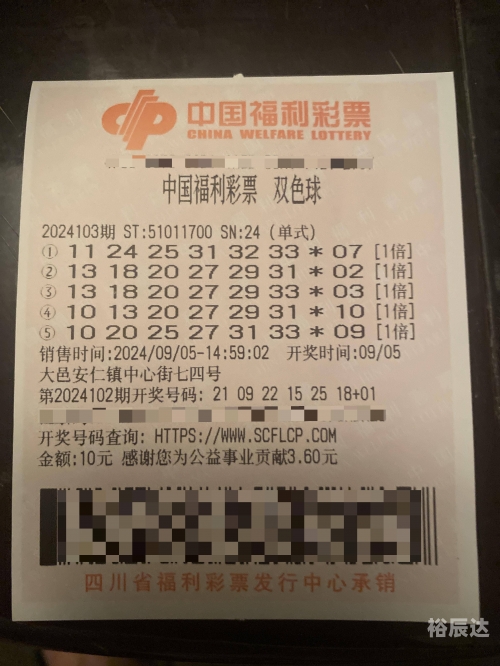 中国福利彩票
CHINA WELFARE LOTTERY
中国福利彩票 双色球
2024103期 ST:51011700 SN:24 (单式)
① 11 24 25 31 32 33 * 07 [1倍]
② 13 18 20 27 29 31 * 02 [1倍]
③ 13 18 20 27 29 33 * 03 [1倍]
④ 10 13 20 27 29 31 * 10 [1倍]
⑤ 10 20 25 27 31 33 * 09 [1倍]
销售时间:2024/09/05-14:59:02 开奖时间:09/05
大邑安仁镇中心街七四号
第2024102期开奖号码: 21 09 22 15 25 18+01
开奖号码查询: HTTPS://WWW.SCFLCP.COM
金额:10元 感谢您为公益事业贡献3.60元
四川省福利彩票发行中心承销
裕辰达